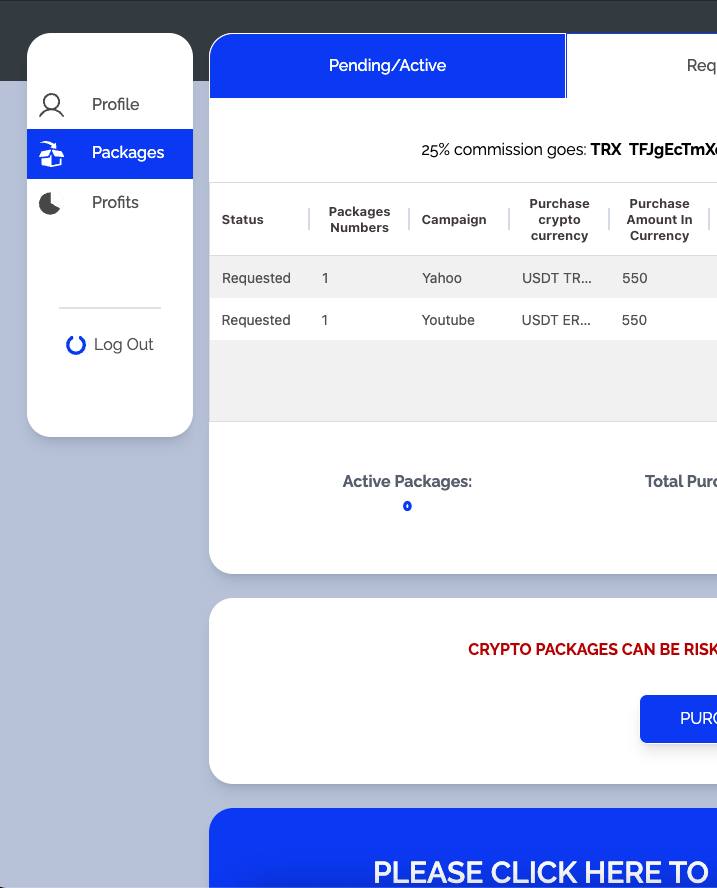 Profile
Packages
Profits
Log Out
Pending/Active
Req
25% commission goes: TRX TFJgEcTmX
Status
Packages Numbers
Campaign
Purchase crypto currency
Purchase Amount In Currency
Requested 1 Yahoo USDT TR... 550
Requested 1 Youtube USDT ER... 550
Active Packages:
0
Total Purc
CRYPTO PACKAGES CAN BE RISK
PURC
PLEASE CLICK HERE TO